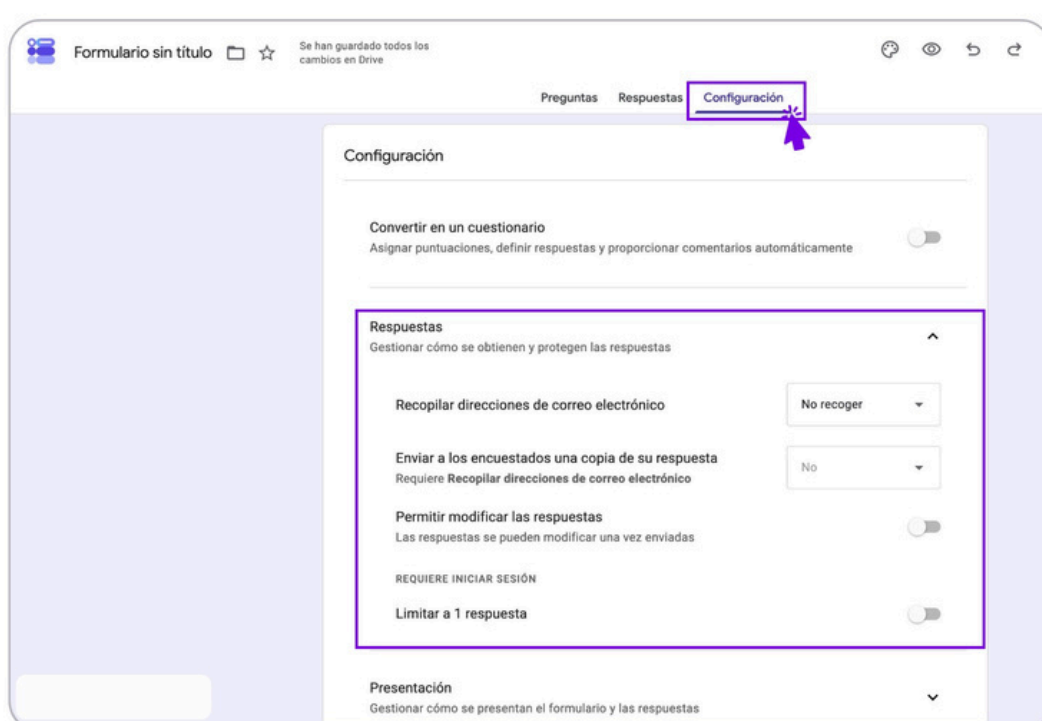 Formulario sin título
Se han guardado todos los
cambios en Drive
Preguntas Respuestas Configuración
Configuración
Convertir en un cuestionario
Asignar puntuaciones, definir respuestas y proporcionar comentarios automáticamente
Respuestas
Gestionar cómo se obtienen y protegen las respuestas
Recopilar direcciones de correo electrónico
No recoger
Enviar a los encuestados una copia de su respuesta
Requiere Recopilar direcciones de correo electrónico
No
Permitir modificar las respuestas
Las respuestas se pueden modificar una vez enviadas
REQUIERE INICIAR SESIÓN
Limitar a 1 respuesta
Presentación
Gestionar cómo se presentan el formulario y las respuestas